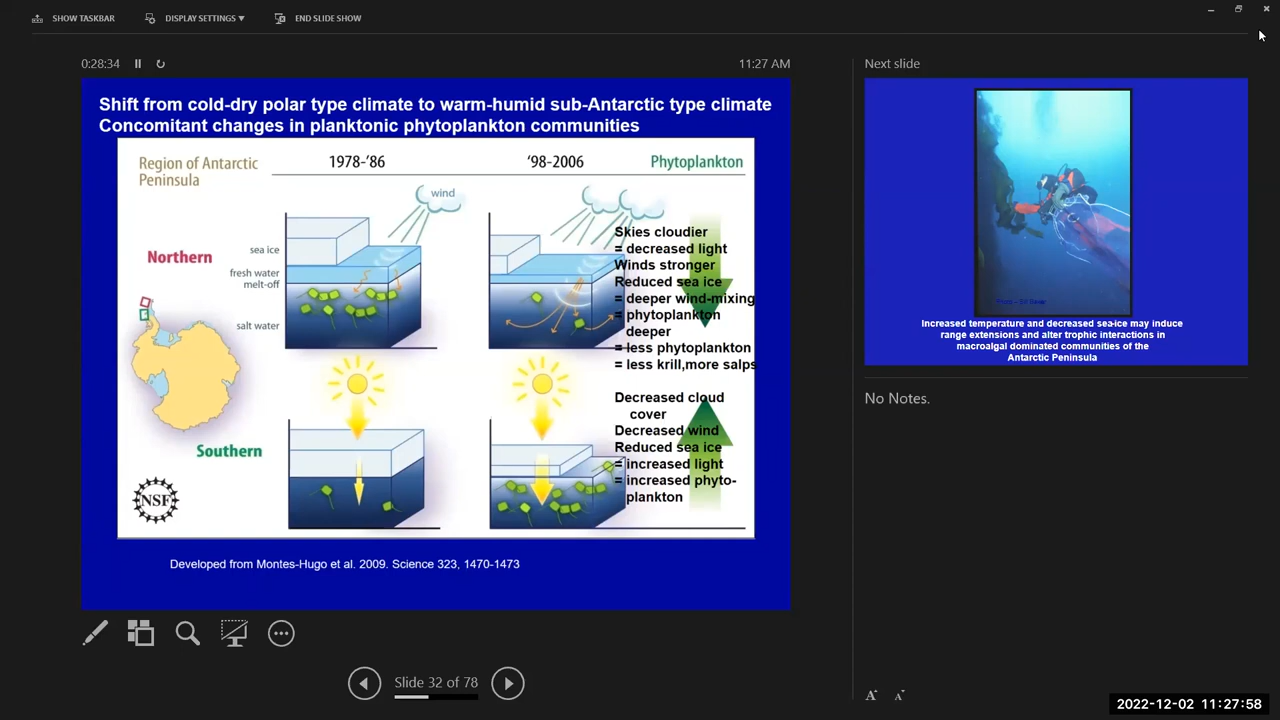 SHOW TASKBAR
DISPLAY SETTINGS ▼
END SLIDE SHOW
0:28:34
11:27 AM
Shift from cold-dry polar type climate to warm-humid sub-Antarctic type climate
Concomitant changes in planktonic phytoplankton communities
Region of Antarctic
Peninsula
1978-'86
'98-2006
Phytoplankton
wind
Northern
sea ice
fresh water
melt-off
salt water
Skies cloudier
= decreased light
Winds stronger
Reduced sea ice
= deeper wind-mixing
= phytoplankton
deeper
= less phytoplankton
= less krill,more salps
Southern
Decreased cloud
cover
Decreased wind
Reduced sea ice
= increased light
= increased phyto-
plankton
NSF
Developed from Montes-Hugo et al. 2009. Science 323, 1470-1473
Slide 32 of 78
Next slide
Increased temperature and decreased sea-ice may induce
range extensions and alter trophic interactions in
macroalgal dominated communities of the
Antarctic Peninsula
No Notes.
A A
2022-12-02 11:27:58